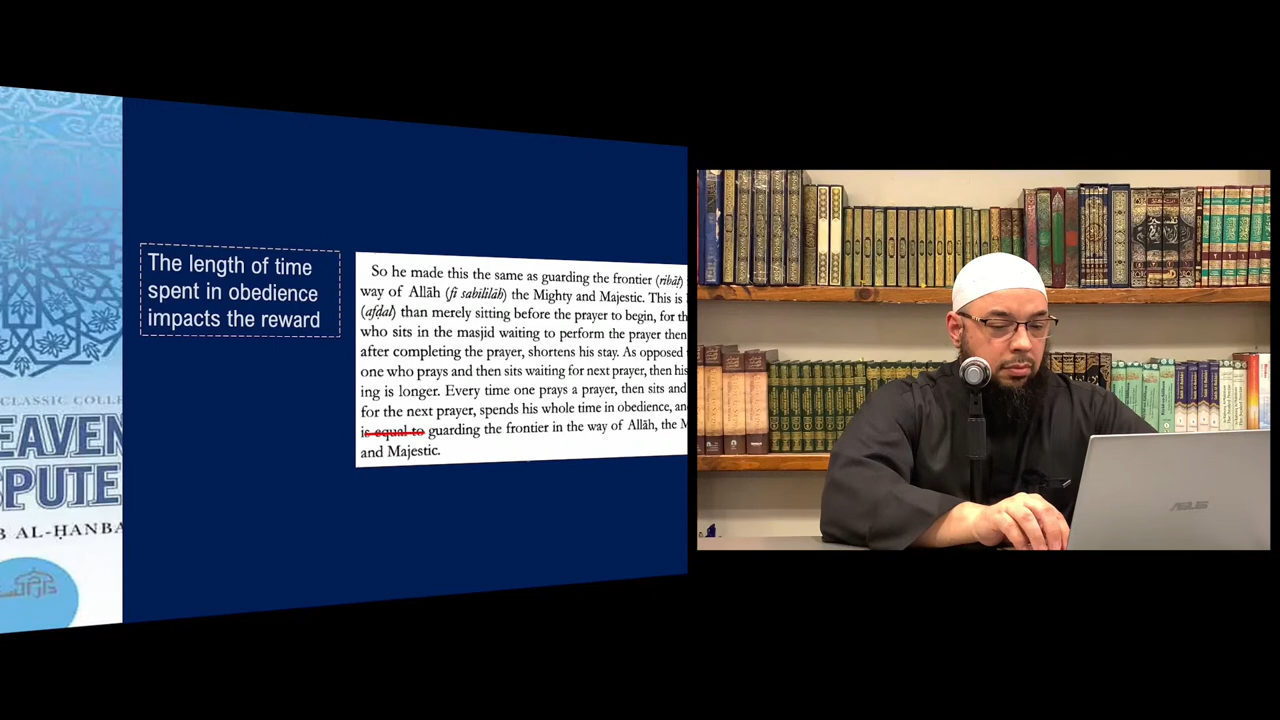 The length of time
spent in obedience
impacts the reward
So he made this the same as guarding the frontier (ribāṭ)
way of Allāh (fī sabīlilāh) the Mighty and Majestic. This is
(afḍal) than merely sitting before the prayer to begin, for
who sits in the masjid waiting to perform the prayer then
after completing the prayer, shortens his stay. As opposed
one who prays and then sits waiting for next prayer, then his
ing is longer. Every time one prays a prayer, then sits and
for the next prayer, spends his whole time in obedience,
is equal to guarding the frontier in the way of Allāh, the
and Majestic.
CLASSIC
EAVEN
SPUTE
B AL-ḤANBA
ASUS